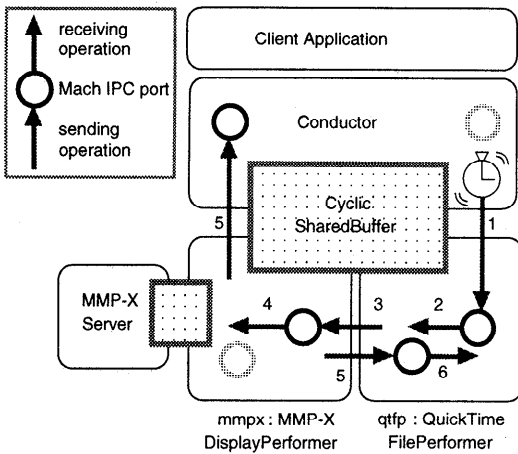 receiving
operation
Mach IPC port
sending
operation
Client Application
Conductor
Cyclic
SharedBuffer
5
1
MMP-X
Server
4
3
2
5
6
mmpx : MMP-X
DisplayPerformer
qtfp : QuickTime
FilePerformer